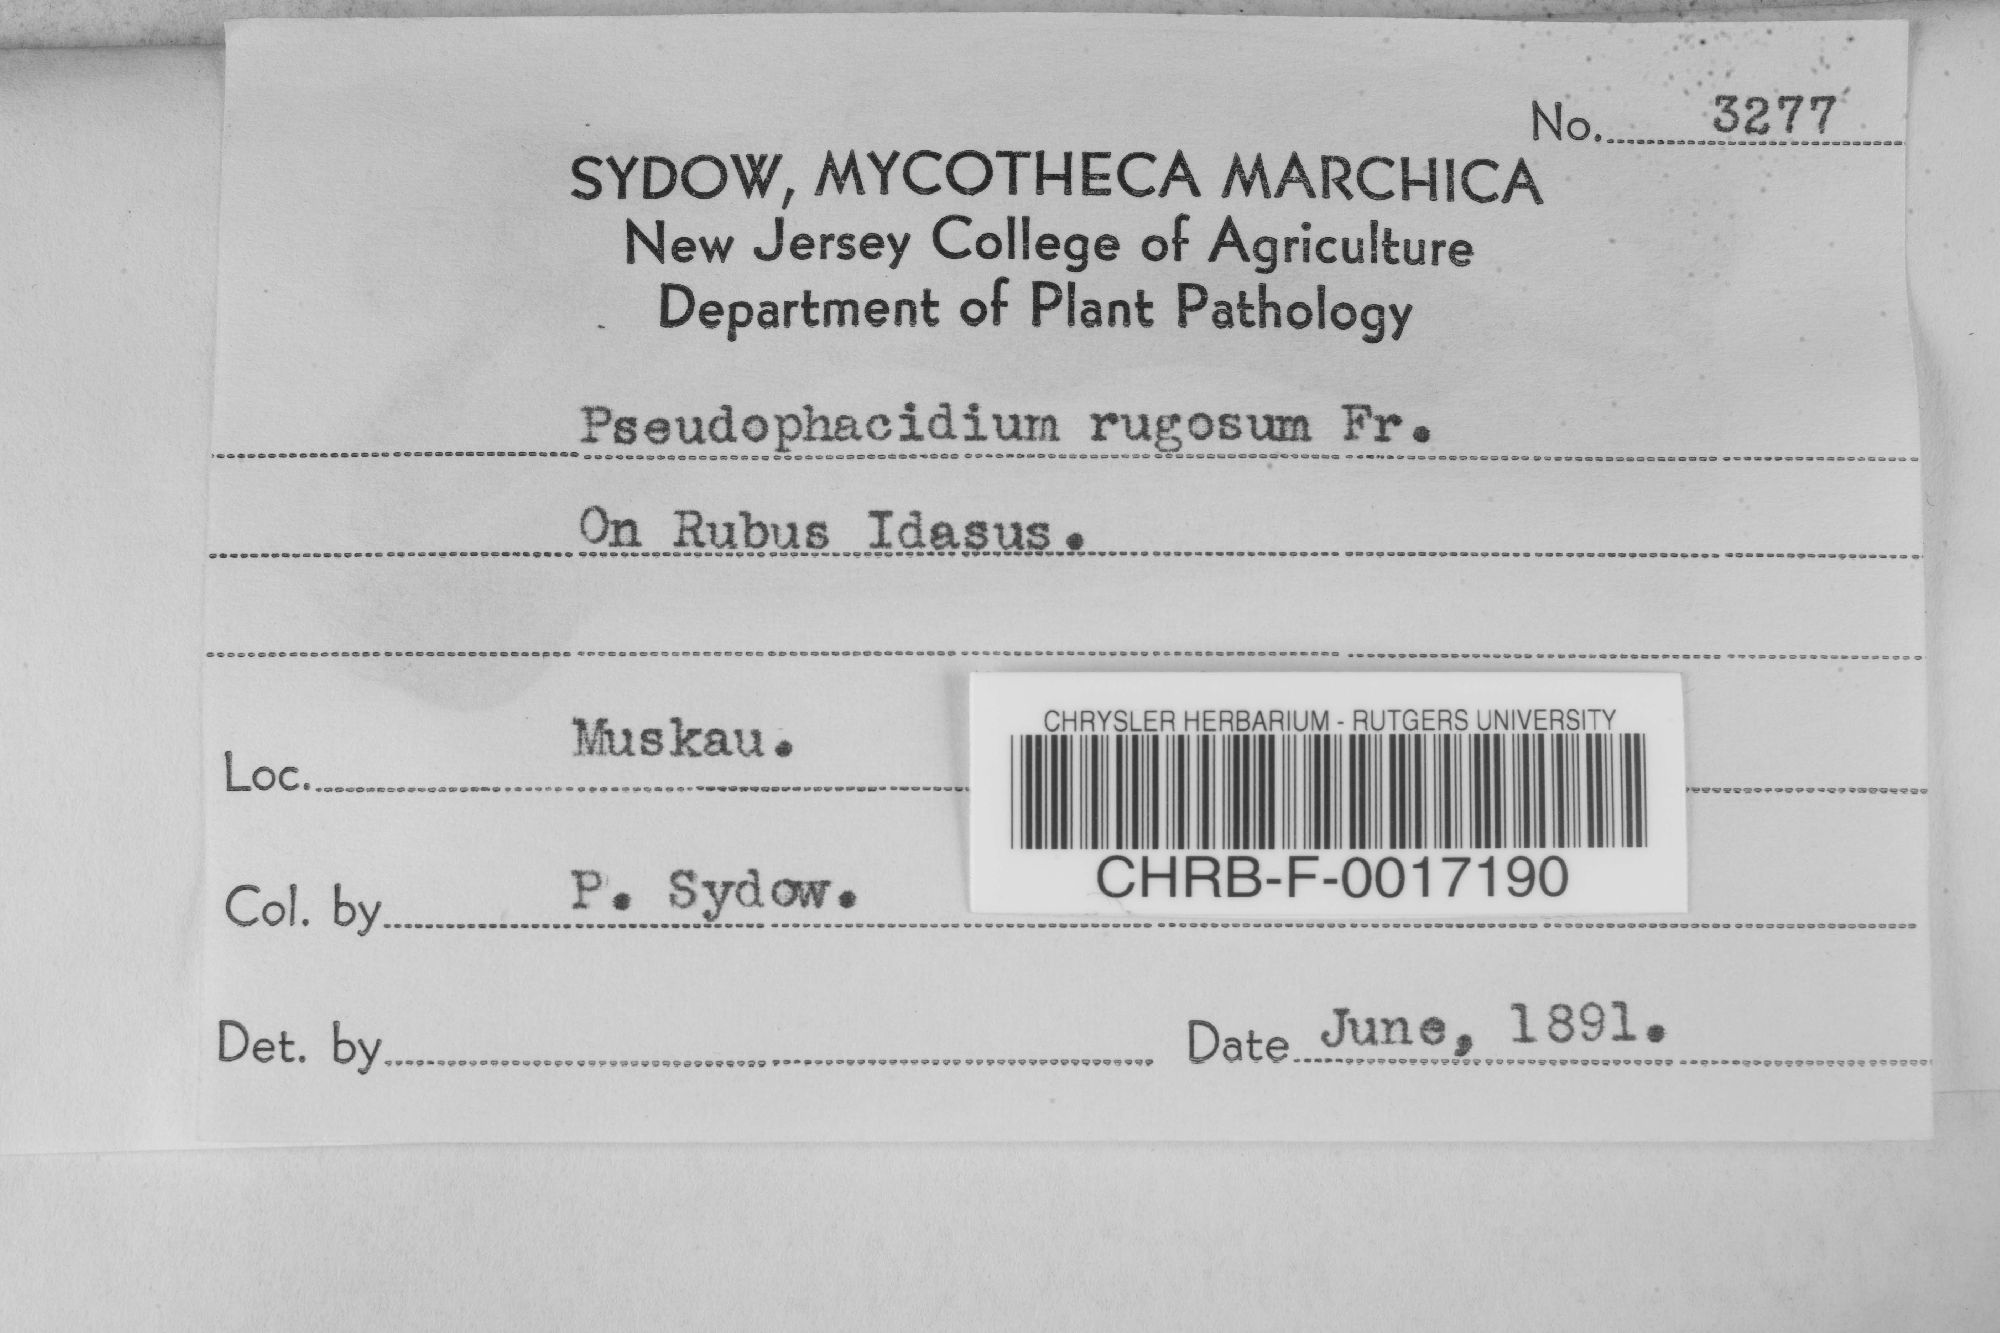 No. 3277
SYDOW, MYCOTHECA MARCHICA
New Jersey College of Agriculture
Department of Plant Pathology
Pseudophacidium rugosum Fr.
On Rubus Idasus.
Loc. Muskau.
CHRYSLER HERBARIUM - RUTGERS UNIVERSITY
CHRB-F-0017190
Col. by P. Sydow.
Det. by
Date June, 1891.